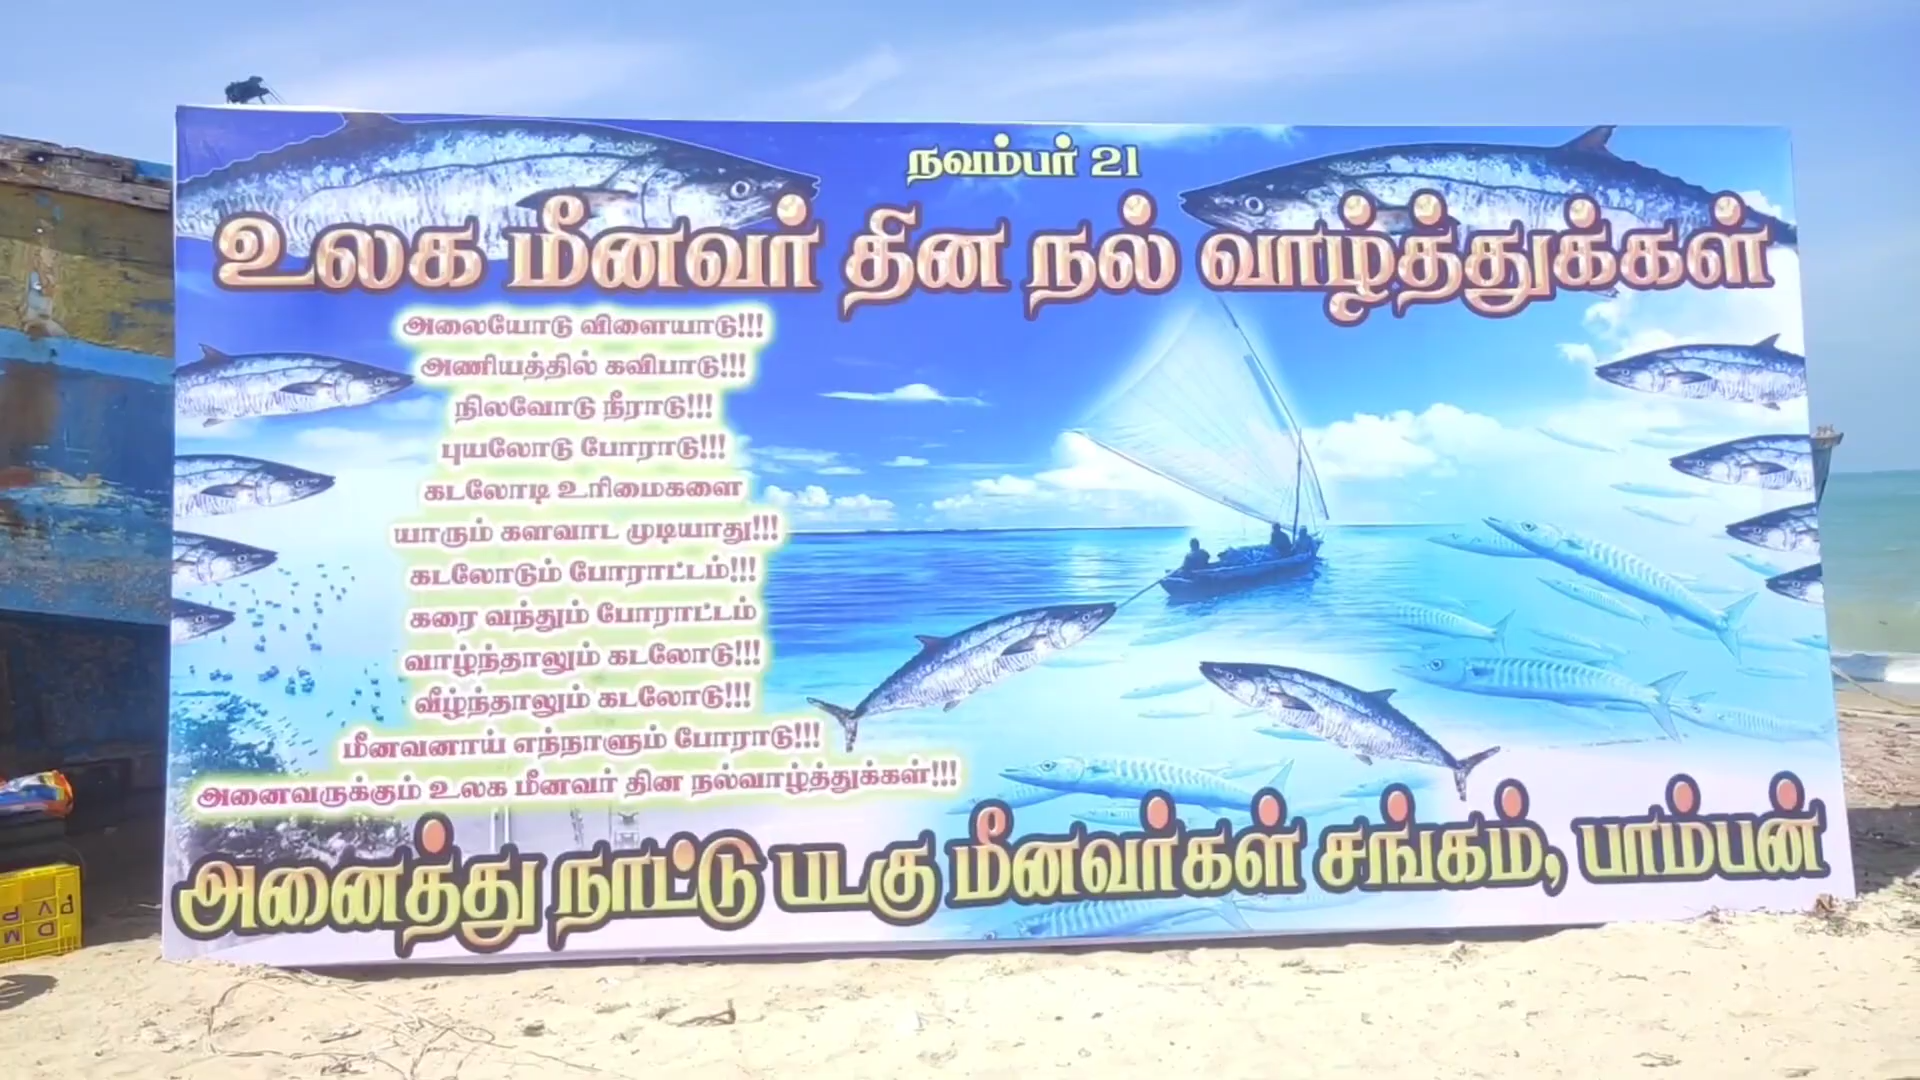 நவம்பர் 21
உலக மீனவர் தின நல் வாழ்த்துக்கள்
அலையோடு விளையாடு!!!
அணியத்தில் கவிபாடு!!!
நிலவோடு நீராடு!!!
புயலோடு போராடு!!!
கடலோடி உரிமைகளை
யாரும் களவாட முடியாது!!!
கடலோடும் போராட்டம்!!!
கரை வந்தும் போராட்டம்
வாழ்ந்தாலும் கடலோடு!!!
வீழ்ந்தாலும் கடலோடு!!!
மீனவனாய் எந்நாளும் போராடு!!!
அனைவருக்கும் உலக மீனவர் தின நல்வாழ்த்துக்கள்!!!
அனைத்து நாட்டு படகு மீனவர்கள் சங்கம், பாம்பன்